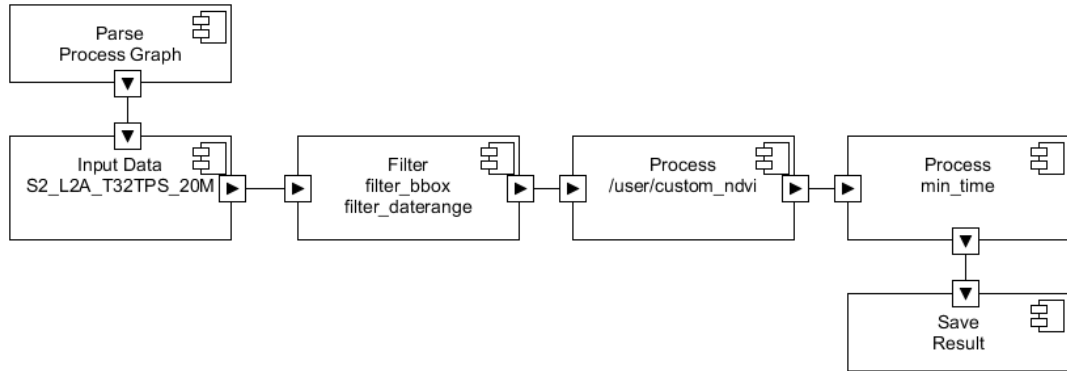 Parse
Process Graph
Input Data
S2_L2A_T32TPS_20M
Filter
filter_bbox
filter_daterange
Process
/user/custom_ndvi
Process
min_time
Save
Result